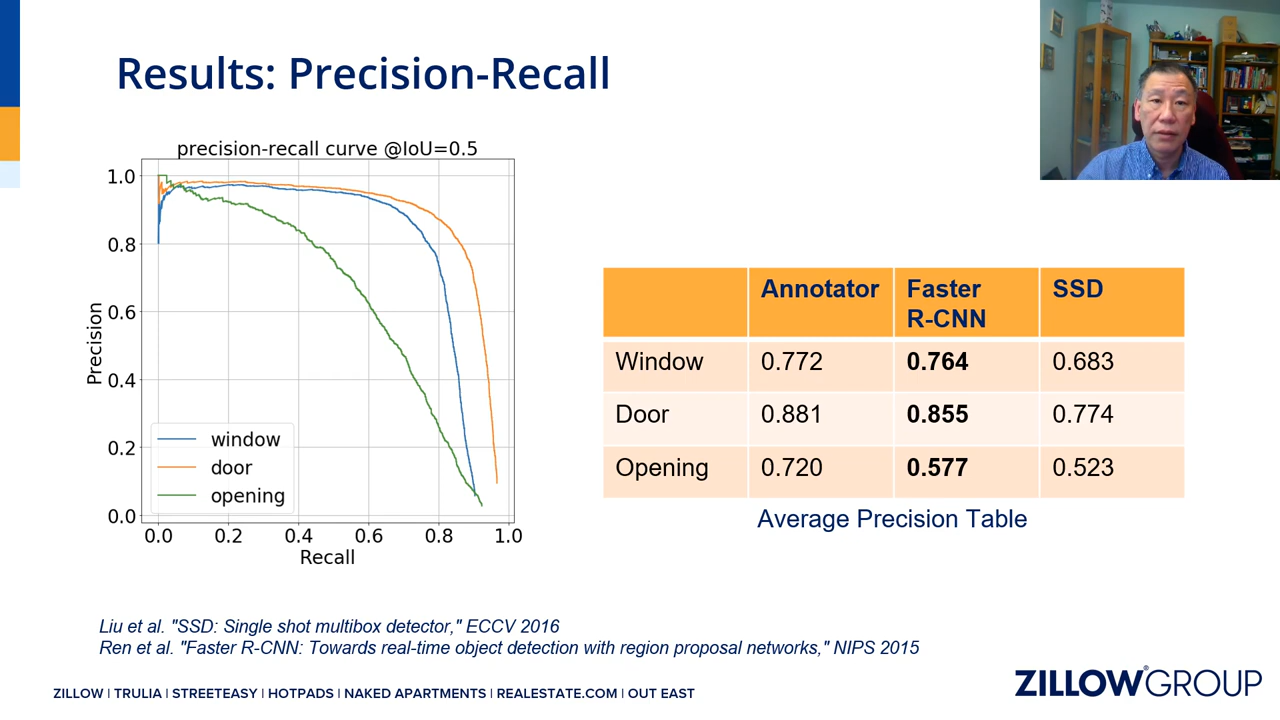 Results: Precision-Recall
precision-recall curve @IoU=0.5
Precision
1.0
0.8
0.6
0.4
0.2
0.0
window
door
opening
0.0 0.2 0.4 0.6 0.8 1.0
Recall
Annotator Faster R-CNN SSD
Window 0.772 0.764 0.683
Door 0.881 0.855 0.774
Opening 0.720 0.577 0.523
Average Precision Table
Liu et al. "SSD: Single shot multibox detector," ECCV 2016
Ren et al. "Faster R-CNN: Towards real-time object detection with region proposal networks," NIPS 2015
ZILLOW | TRULIA | STREETEASY | HOTPADS | NAKED APARTMENTS | REALESTATE.COM | OUT EAST
ZILLOW®GROUP